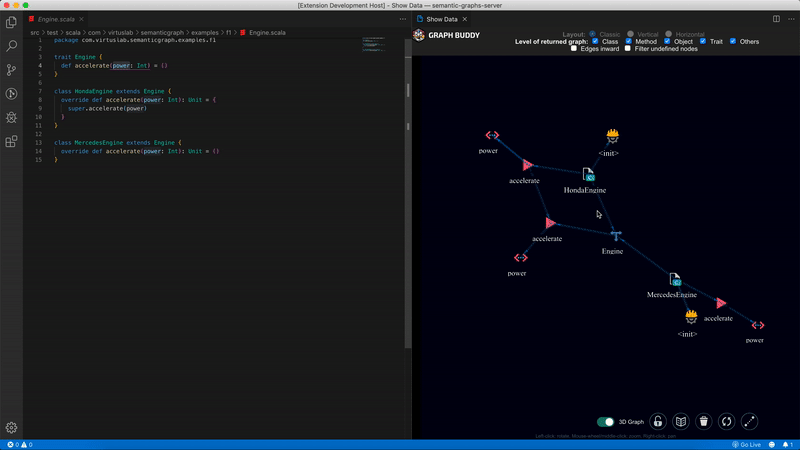 [Extension Development Host] - Show Data — semantic-graphs-server
Engine.scala ×
src > test > scala > com > virtuslab > semanticgraph > examples > f1 > Engine.scala
1 package com.virtuslab.semanticgraph.examples.f1
2
3 trait Engine {
4 def accelerate(power: Int) = ()
5 }
6
7 class HondaEngine extends Engine {
8 override def accelerate(power: Int): Unit = {
9 super.accelerate(power)
10 }
11 }
12
13 class MercedesEngine extends Engine {
14 override def accelerate(power: Int): Unit = ()
15 }
Show Data ×
GRAPH BUDDY
Layout: Classic Vertical Horizontal
Level of returned graph: Class Method Object Trait Others
Edges inward Filter undefined nodes
power
<init>
accelerate
HondaEngine
accelerate
Engine
power
MercedesEngine
accelerate
<init>
power
3D Graph
Left-click: rotate, Mouse-wheel/middle-click: zoom, Right-click: pan
0 0
Go Live
1